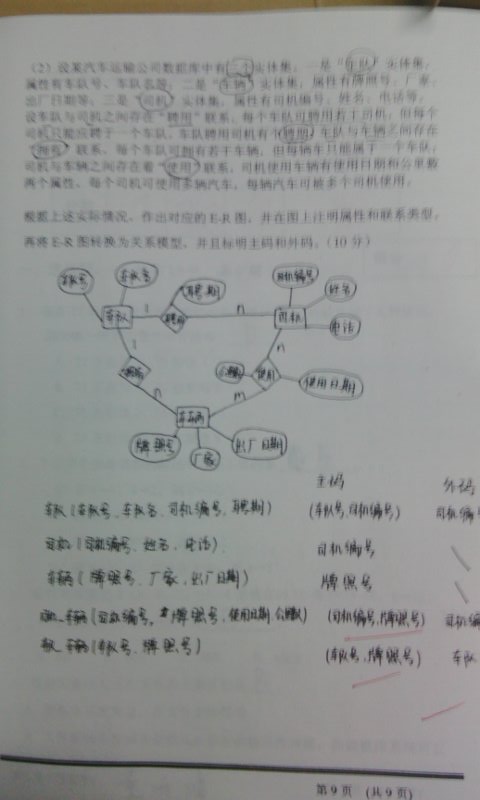 (2) 设某汽车运输公司数据库中有三个实体集。一是“车队”实体集，
属性有车队号、车队名等；二是“车辆”实体集，属性有牌照号、厂家、
出厂日期等；三是“司机”实体集，属性有司机编号、姓名、电话等。
设车队与司机之间存在“聘用”联系，每个车队可聘用若干司机，但每个
司机只能应聘于一个车队，车队聘用司机有个聘期；车队与车辆之间存在
“拥有”联系，每个车队可拥有若干车辆，但每辆车只能属于一个车队；
司机与车辆之间存在着“使用”联系，司机使用车辆有使用日期和公里数
两个属性，每个司机可使用多辆汽车，每辆汽车可被多个司机使用。
根据上述实际情况，作出对应的E-R图，并在图上注明属性和联系类型。
再将E-R图转换为关系模型，并且标明主码和外码。(10分)
车队号 车队名 聘期 司机编号
姓名
车队 1 聘用 n 司机
电话
1 n
拥有 公里数 使用 使用日期
n m
车辆
牌照号 厂家 出厂日期
主码 外码
车队(车队号、车队名、司机编号、聘期) (车队号,司机编号) 司机编
司机(司机编号、姓名、电话) 司机编号
车辆(牌照号、厂家、出厂日期) 牌照号
车辆(司机编号, 牌照号、使用日期 公里数) (司机编号,牌照号) 司机编
车辆(车队号、牌照号) (车队号,牌照号) 车队
第9页 (共9页)